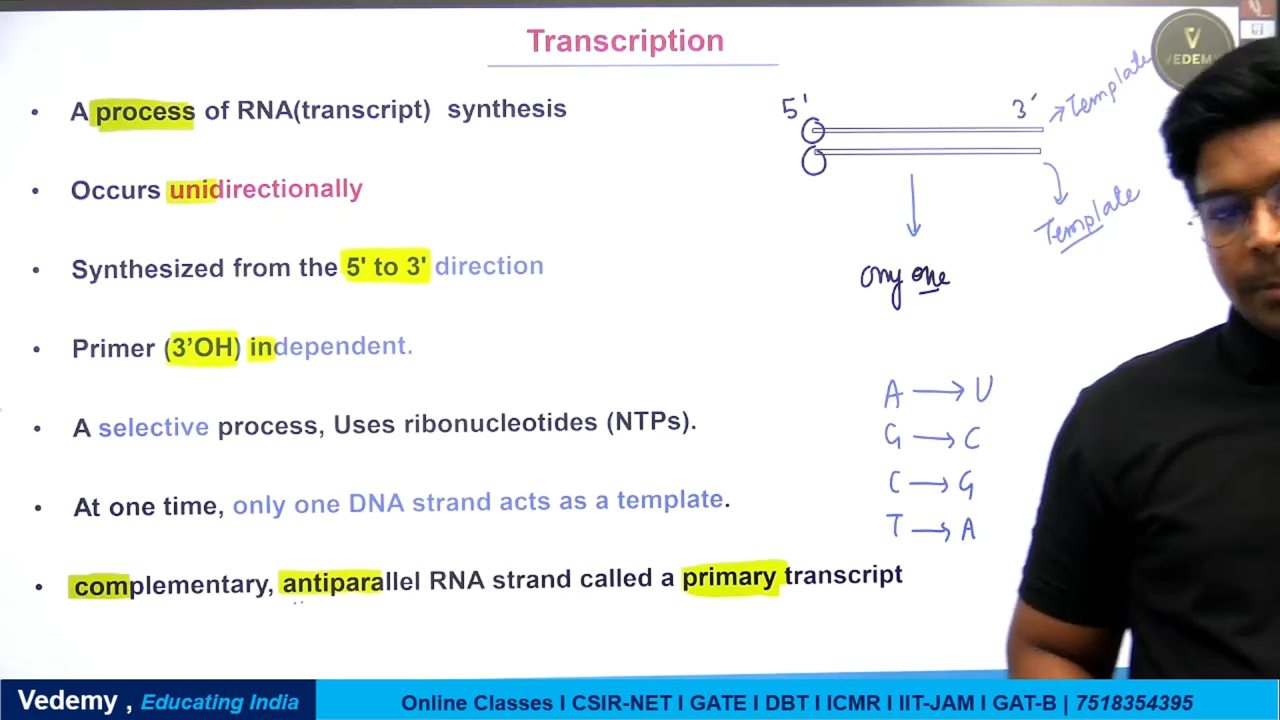 Transcription
VEDEMY
• A process of RNA(transcript) synthesis
5' 3' → Template
• Occurs unidirectionally
Template
• Synthesized from the 5' to 3' direction
only one
• Primer (3'OH) independent.
A → U
• A selective process, Uses ribonucleotides (NTPs).
G → C
C → G
• At one time, only one DNA strand acts as a template.
T → A
• complementary, antiparallel RNA strand called a primary transcript
Vedemy , Educating India
Online Classes I CSIR-NET I GATE I DBT I ICMR I IIT-JAM I GAT-B | 7518354395